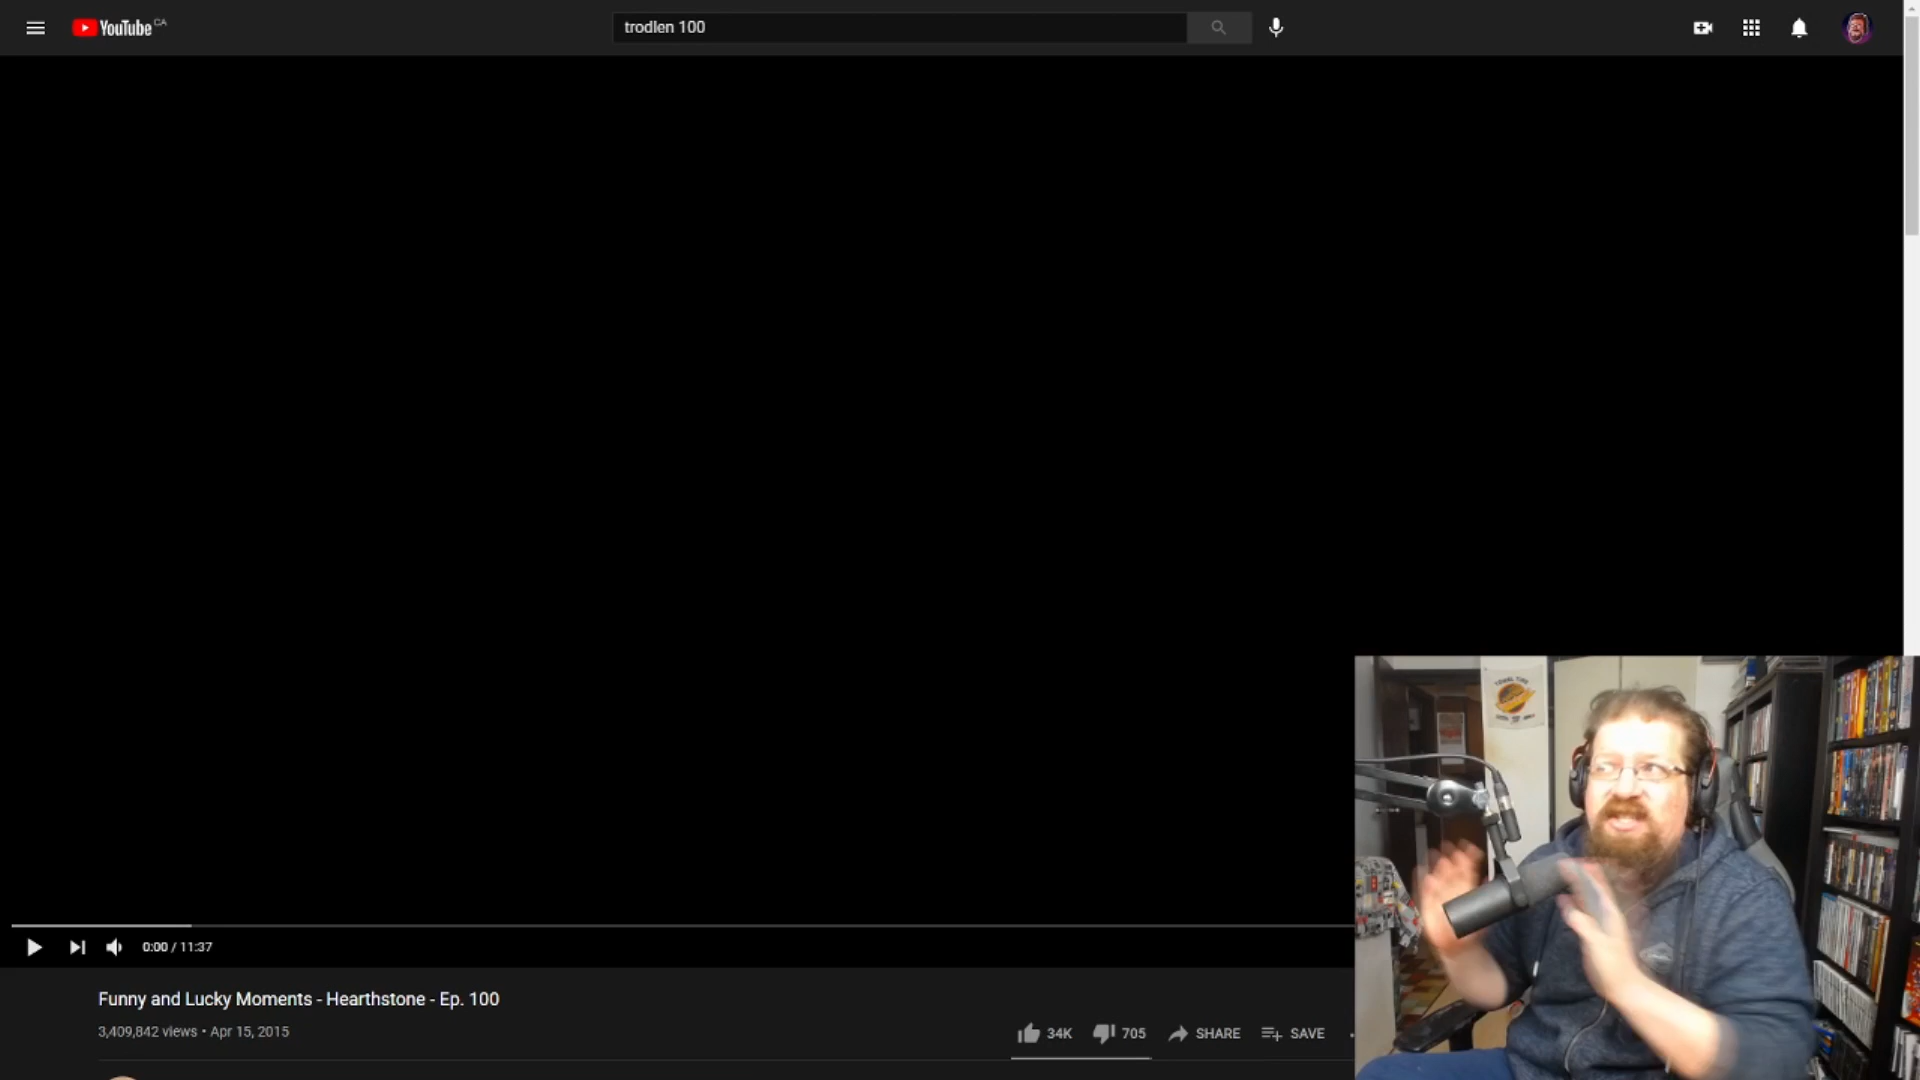 YouTube CA
trodlen 100
0:00 / 11:37
Funny and Lucky Moments - Hearthstone - Ep. 100
3,409,842 views • Apr 15, 2015
34K
705
SHARE
SAVE